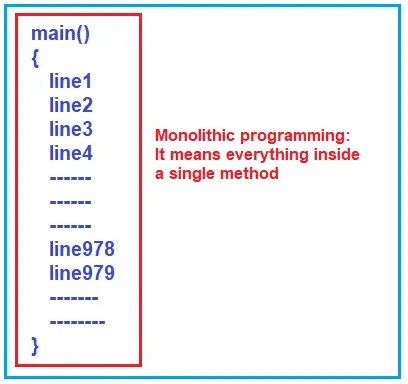 main()
{
line1
line2
line3
line4
------
------
------
line978
line979
-------
--------
}
Monolithic programming:
It means everything inside
a single method